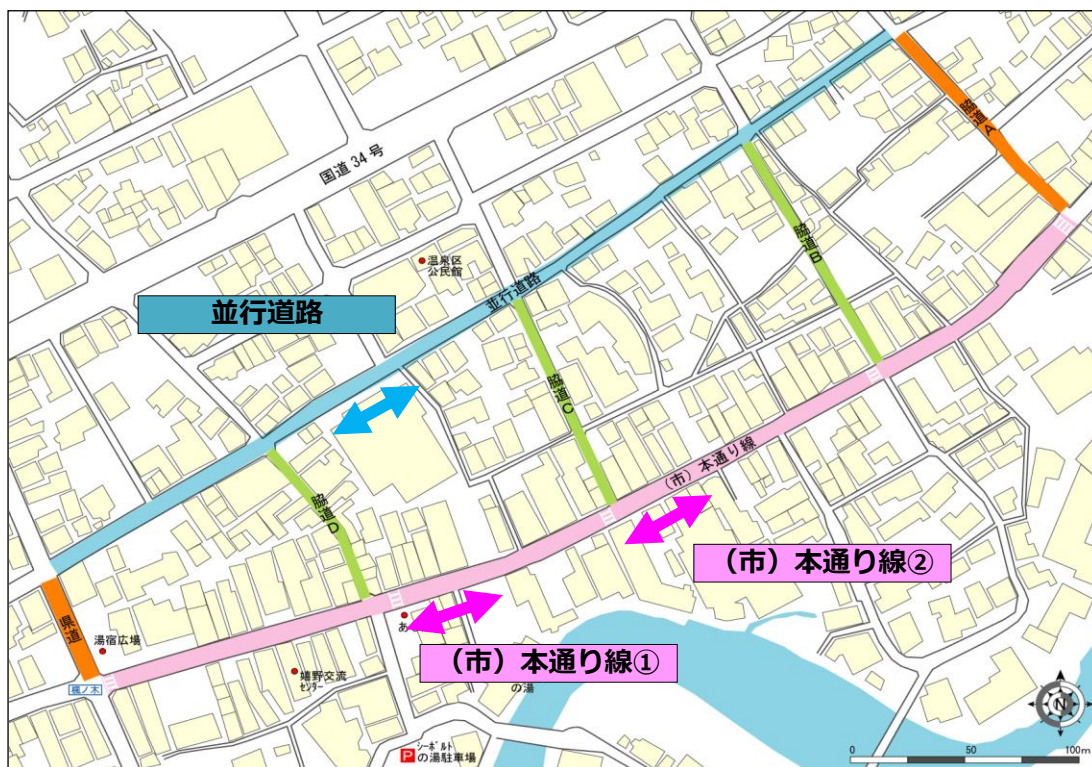 脇道A
国道34号
脇道B
温泉区
公民館
並行道路
並行道路
脇道C
(市)本通り線
脇道D
(市)本通り線②
県道
湯宿広場
あ
(市)本通り線①
嬉野交流
センター
の湯
楓ノ木
N
P
シーボルト
の湯駐車場
0 50 100m